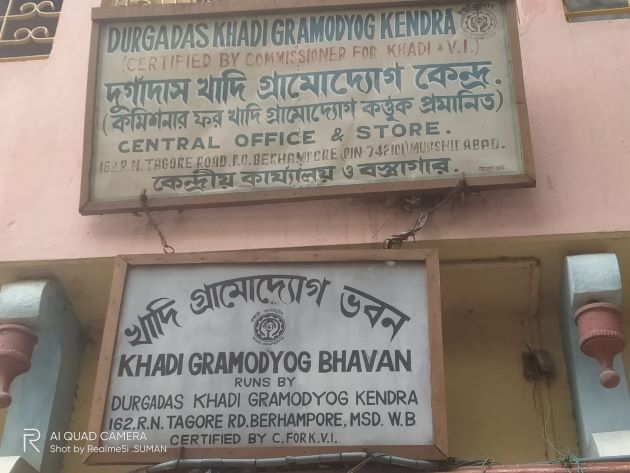 DURGADAS KHADI GRAMODYOG KENDRA
(CERTIFIED BY COMMISSIONER FOR KHADI & V.I.)
দুর্গাদাস খাদি গ্রামোদ্যোগ কেন্দ্র.
(কমিশনার ফর খাদি গ্রামোদ্যোগ কর্ত্তৃক প্রমানিত)
CENTRAL OFFICE & STORE.
162.R.N. TAGORE ROAD. P.O. BERHAMPORE (PIN-742101) MURSHIDABAD.
কেন্দ্রীয় কার্য্যালয় ও বস্ত্রাগার.
খাদি গ্রামোদ্যোগ ভবন
KHADI GRAMODYOG BHAVAN
RUNS BY
DURGADAS KHADI GRAMODYOG KENDRA
162.R.N. TAGORE RD.BERHAMPORE, MSD. W.B
CERTIFIED BY C.FOR K.V.I.
R
AI QUAD CAMERA
Shot by Realme5i .SUMAN